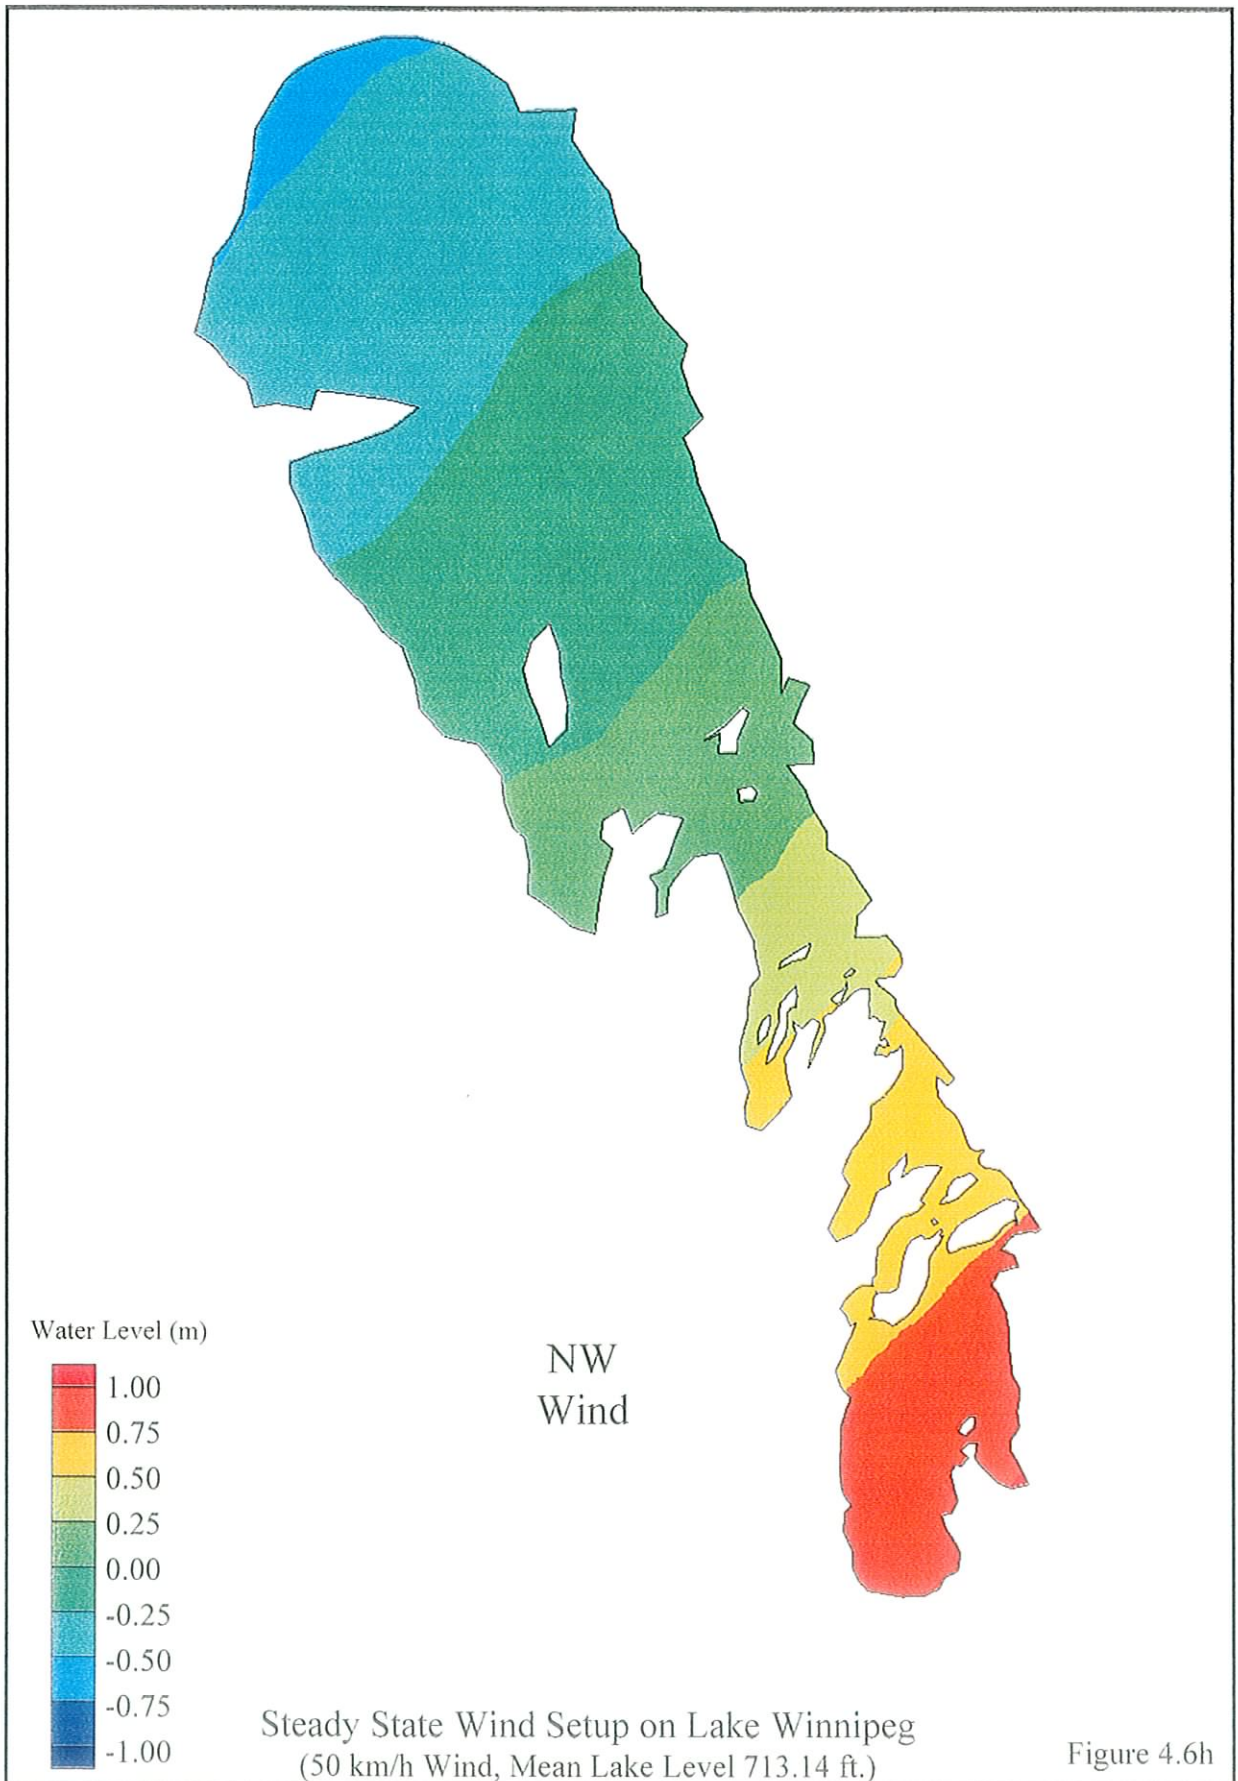 Water Level (m)
1.00
0.75
0.50
0.25
0.00
-0.25
-0.50
-0.75
-1.00
NW
Wind
Steady State Wind Setup on Lake Winnipeg
(50 km/h Wind, Mean Lake Level 713.14 ft.)
Figure 4.6h